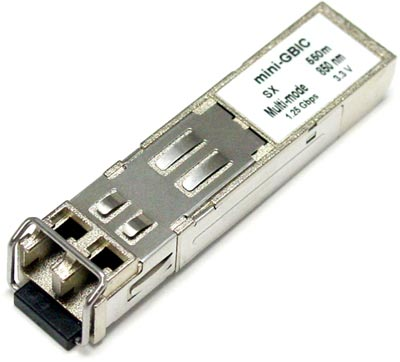 mini-GBIC
SX 550m
Multi-mode 850 nm
1.25 Gbps 3.3 V